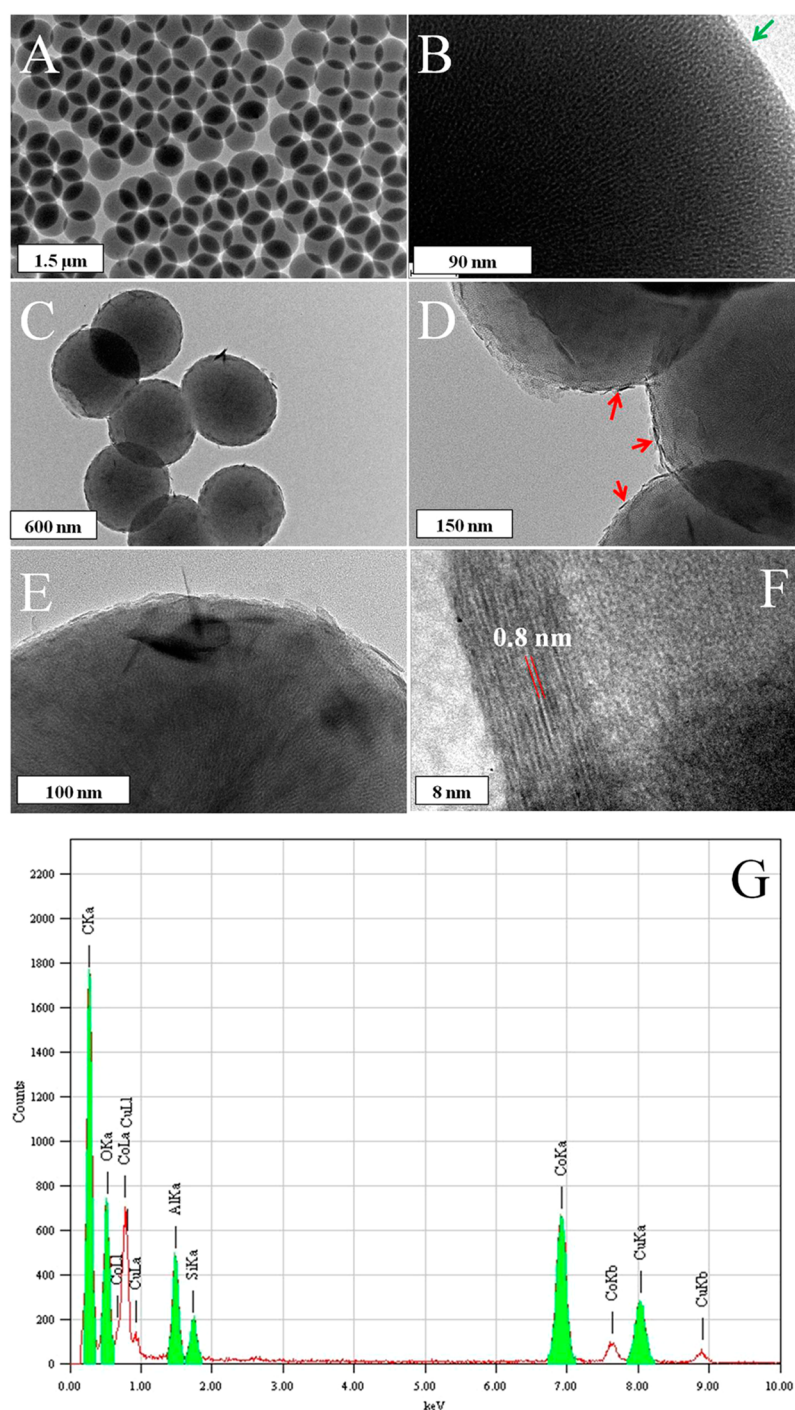 A
1.5 μm
B
90 nm
C
600 nm
D
150 nm
E
100 nm
F
0.8 nm
8 nm
G
Counts
2200
2000
1800
1600
1400
1200
1000
800
600
400
200
0
CKa
OKa
CoLl
CoLa CuLl
CuLa
AlKa
SiKa
CoKa
CoKb
CuKa
CuKb
0.00 1.00 2.00 3.00 4.00 5.00 6.00 7.00 8.00 9.00 10.00
keV